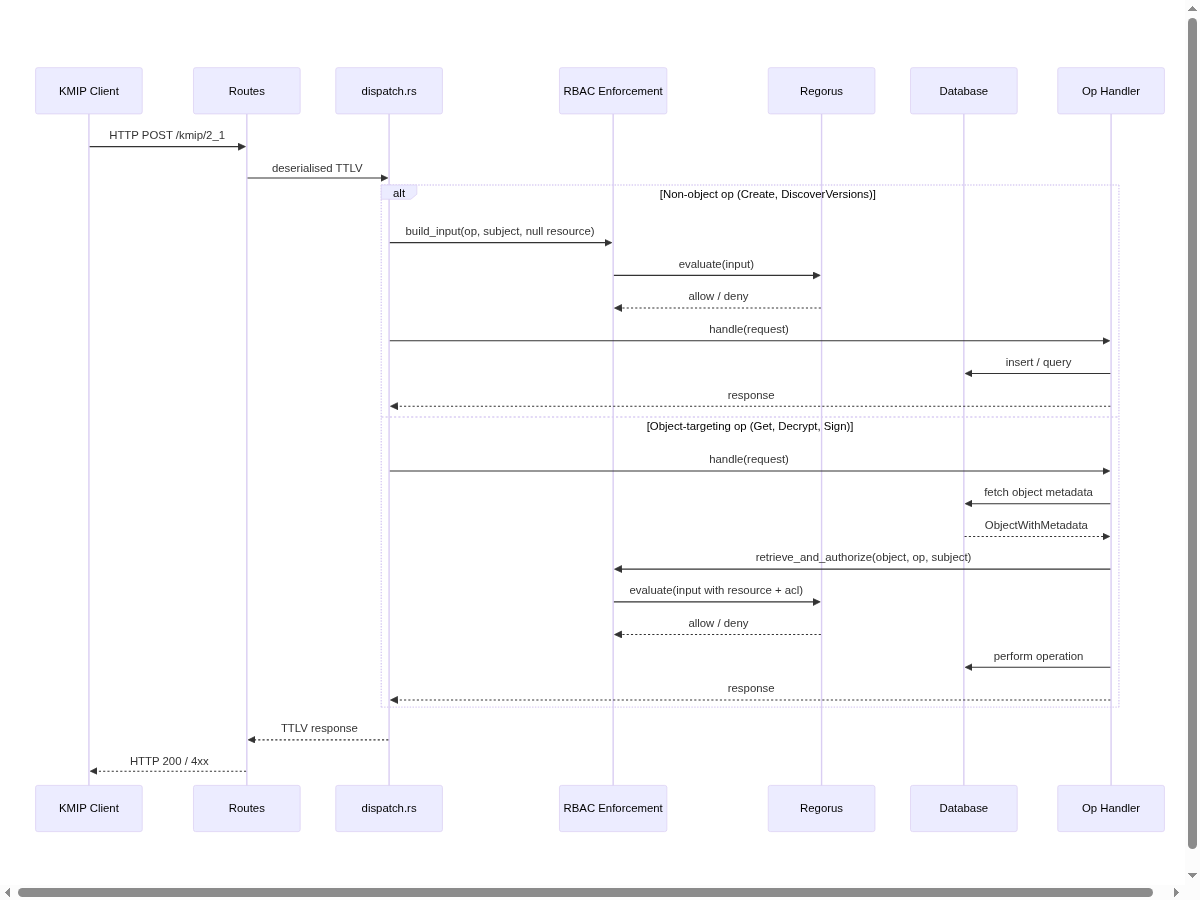 KMIP Client
Routes
dispatch.rs
RBAC Enforcement
Regorus
Database
Op Handler
HTTP POST /kmip/2_1
deserialised TTLV
alt
[Non-object op (Create, DiscoverVersions)]
build_input(op, subject, null resource)
evaluate(input)
allow / deny
handle(request)
insert / query
response
[Object-targeting op (Get, Decrypt, Sign)]
handle(request)
fetch object metadata
ObjectWithMetadata
retrieve_and_authorize(object, op, subject)
evaluate(input with resource + acl)
allow / deny
perform operation
response
TTLV response
HTTP 200 / 4xx
KMIP Client
Routes
dispatch.rs
RBAC Enforcement
Regorus
Database
Op Handler